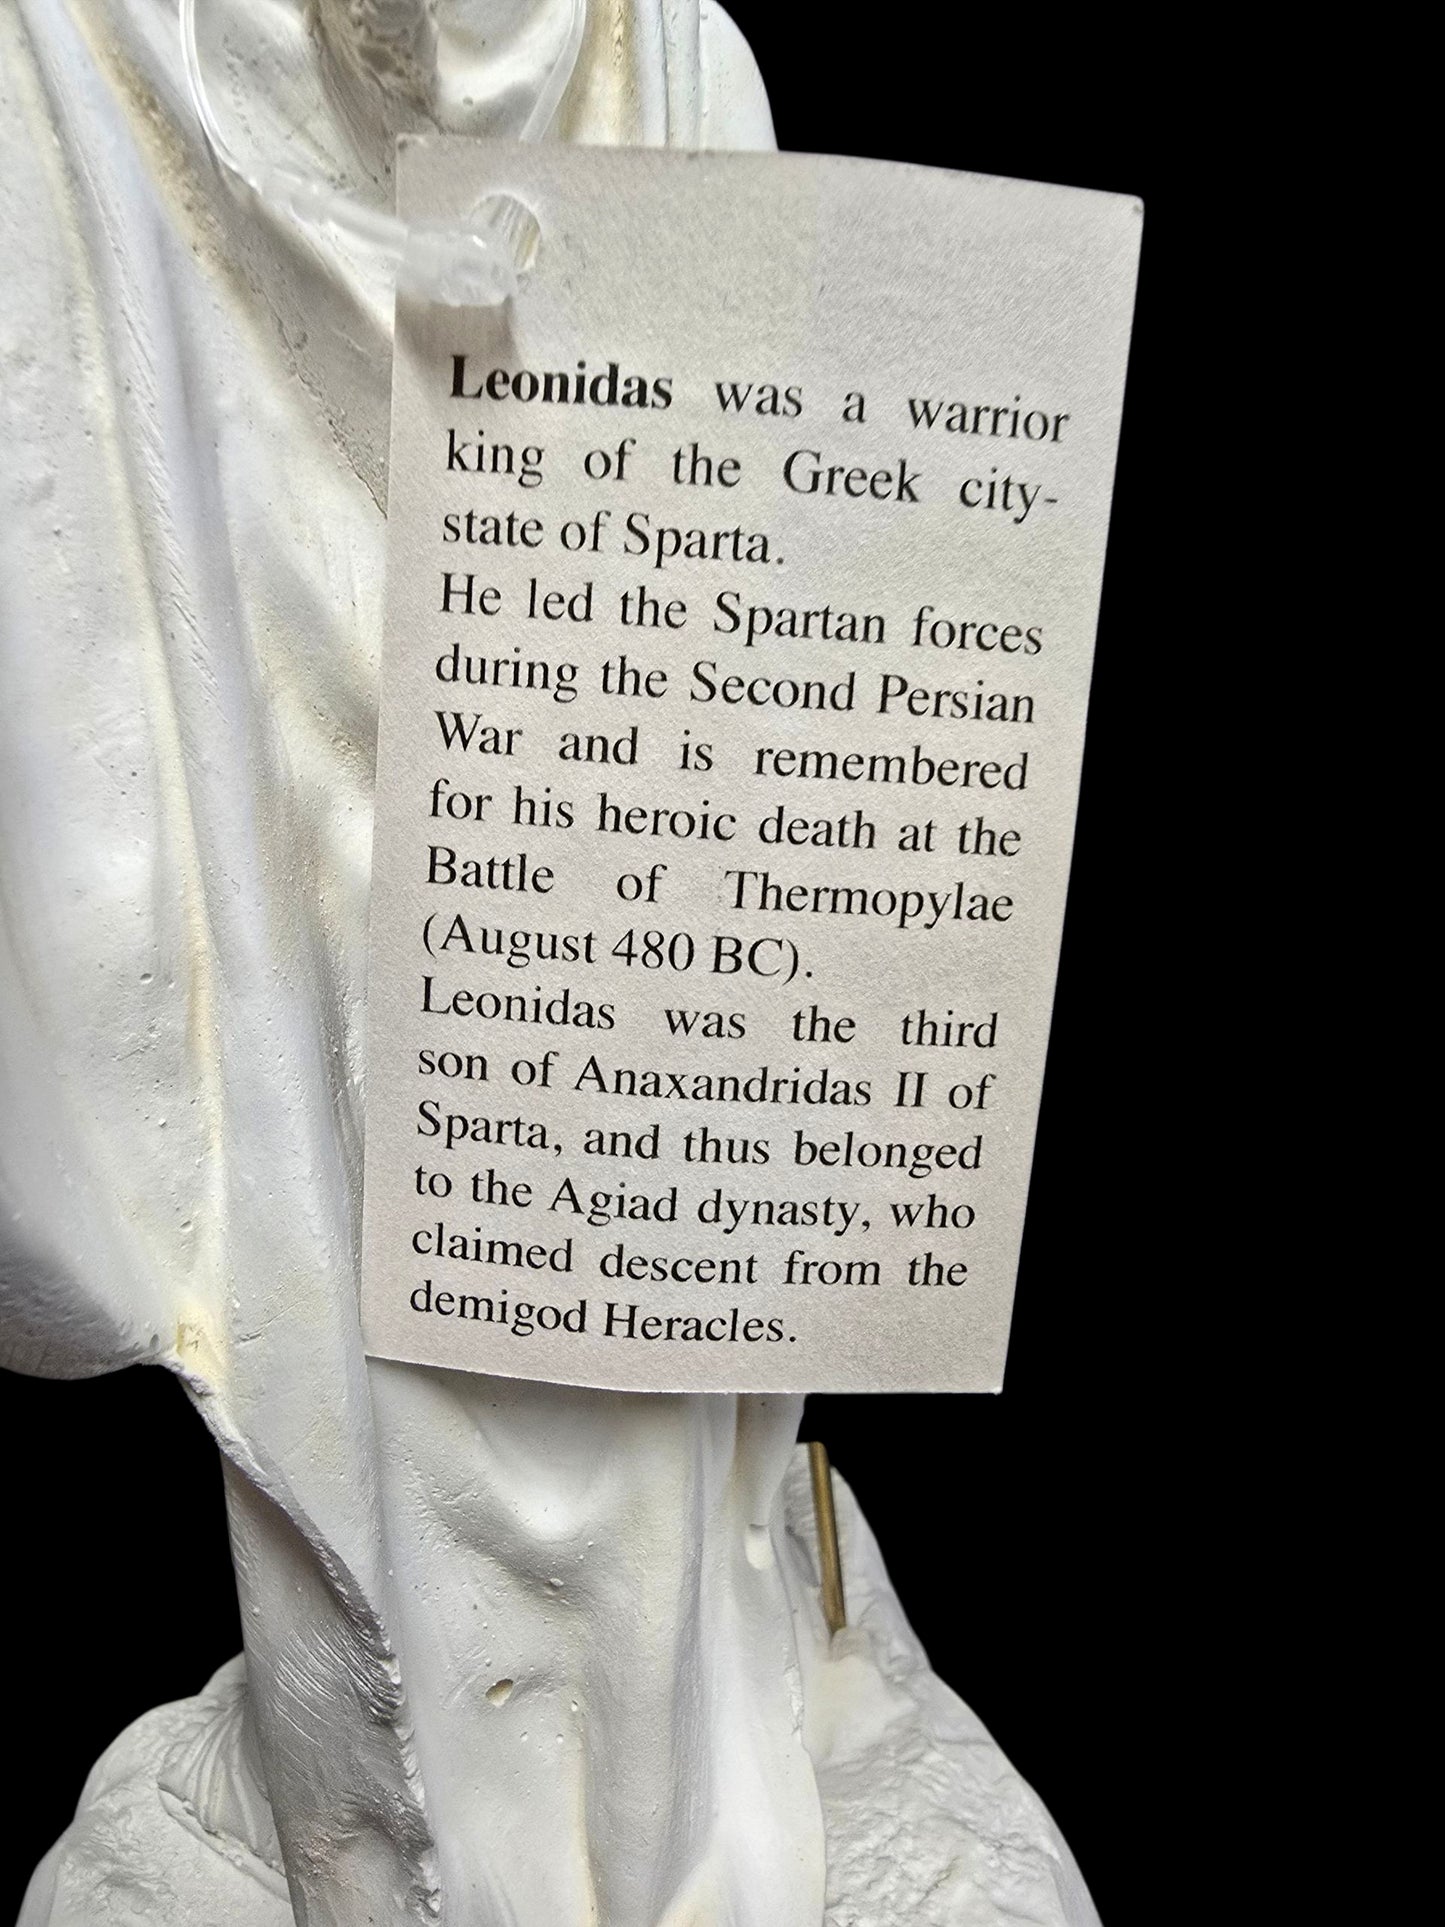 Leonidas was a warrior
king of the Greek city-
state of Sparta.
He led the Spartan forces
during the Second Persian
War and is remembered
for his heroic death at the
Battle of Thermopylae
(August 480 BC).
Leonidas was the third
son of Anaxandridas II of
Sparta, and thus belonged
to the Agiad dynasty, who
claimed descent from the
demigod Heracles.